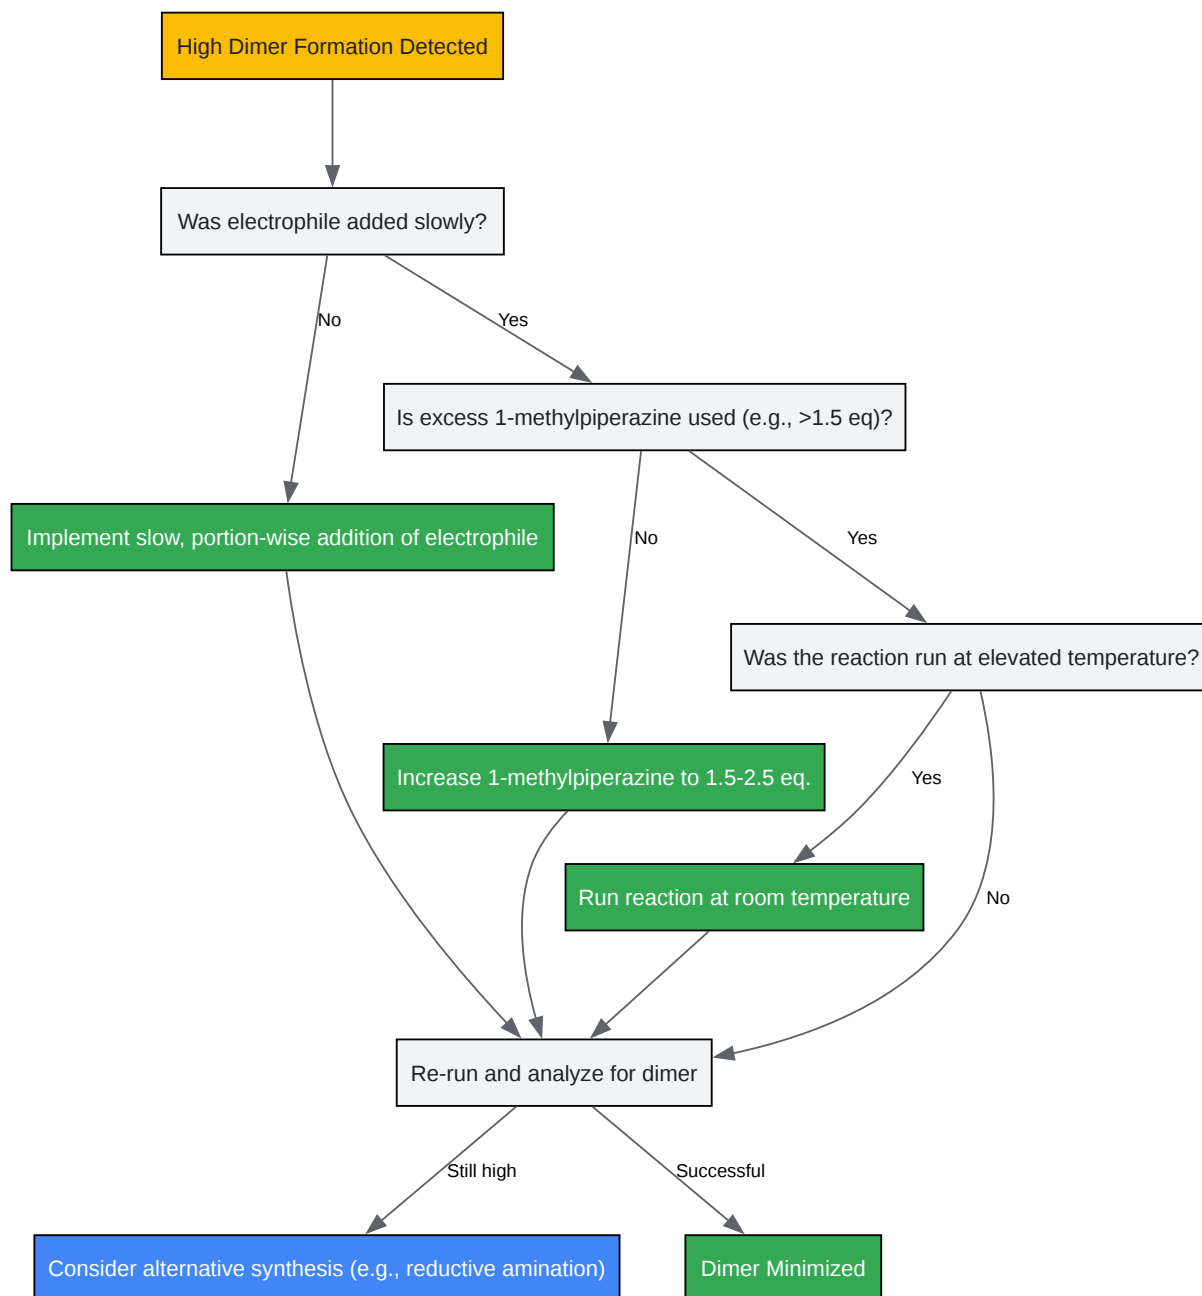 High Dimer Formation Detected
Was electrophile added slowly?
No
Yes
Is excess 1-methylpiperazine used (e.g., >1.5 eq)?
Implement slow, portion-wise addition of electrophile
No
Yes
Was the reaction run at elevated temperature?
Increase 1-methylpiperazine to 1.5-2.5 eq.
Yes
Run reaction at room temperature
No
Re-run and analyze for dimer
Still high
Successful
Consider alternative synthesis (e.g., reductive amination)
Dimer Minimized